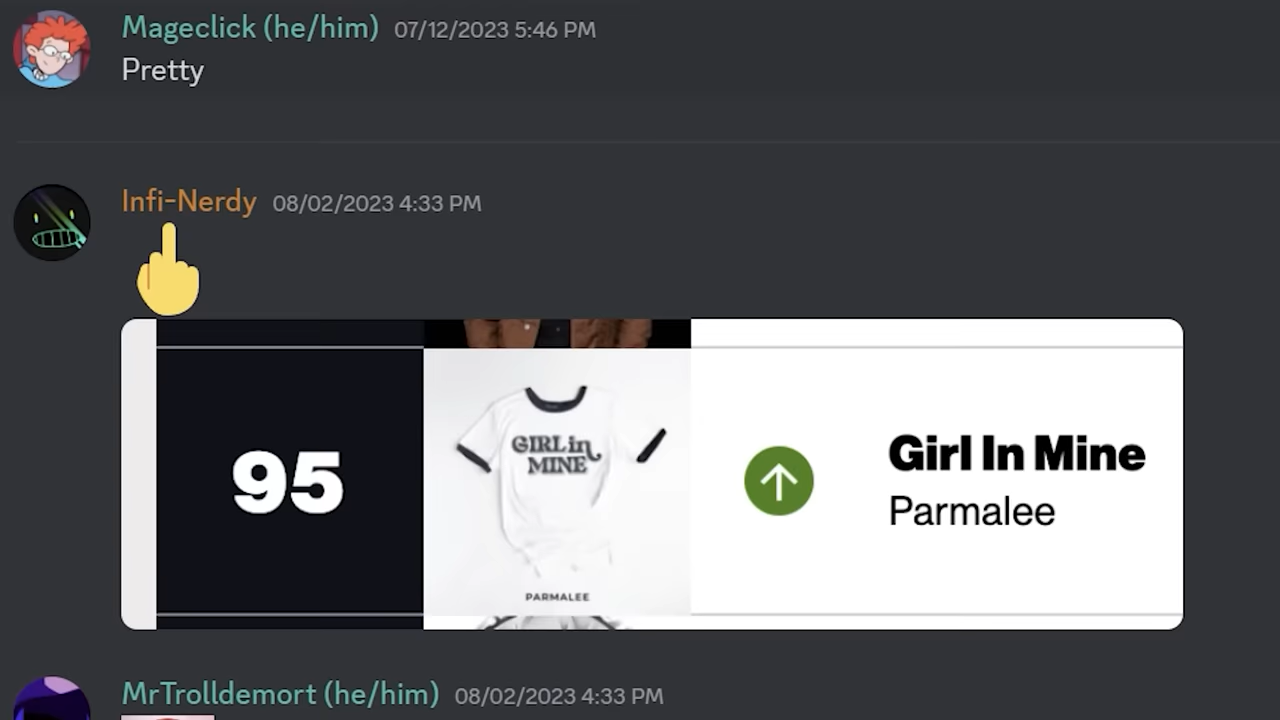 Mageclick (he/him) 07/12/2023 5:46 PM
Pretty
Infi-Nerdy 08/02/2023 4:33 PM
95
GIRL in
MINE
PARMALEE
Girl In Mine
Parmalee
MrTrolldemort (he/him) 08/02/2023 4:33 PM